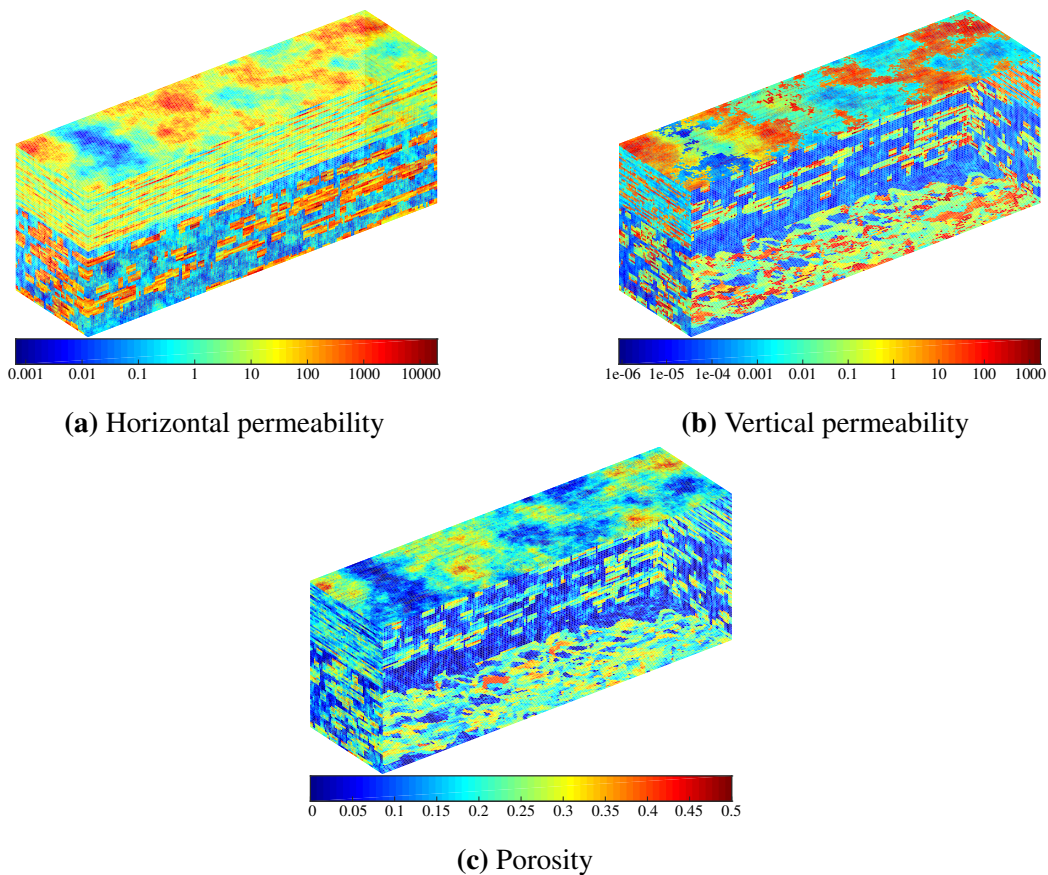 0.001 0.01 0.1 1 10 100 1000 10000
1e-06 1e-05 1e-04 0.001 0.01 0.1 1 10 100 1000
(a) Horizontal permeability
(b) Vertical permeability
0 0.05 0.1 0.15 0.2 0.25 0.3 0.35 0.4 0.45 0.5
(c) Porosity